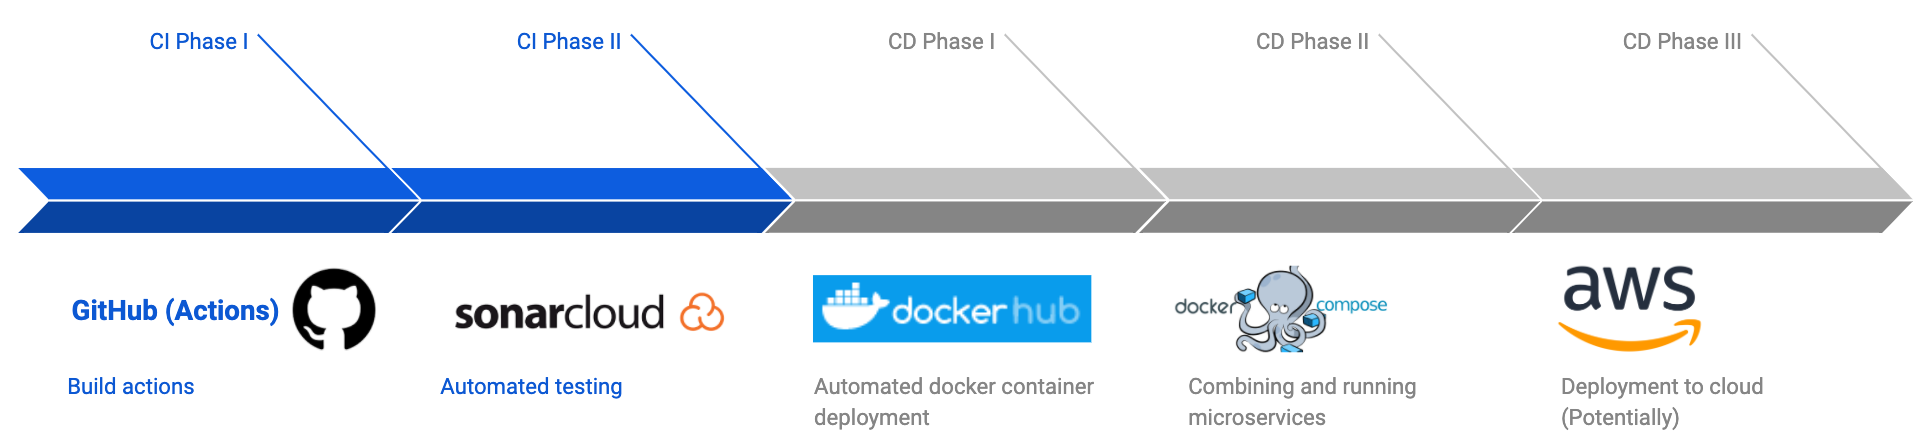 CI Phase I
CI Phase II
CD Phase I
CD Phase II
CD Phase III
GitHub (Actions)
sonarcloud
docker hub
docker compose
aws
Build actions
Automated testing
Automated docker container
deployment
Combining and running
microservices
Deployment to cloud
(Potentially)